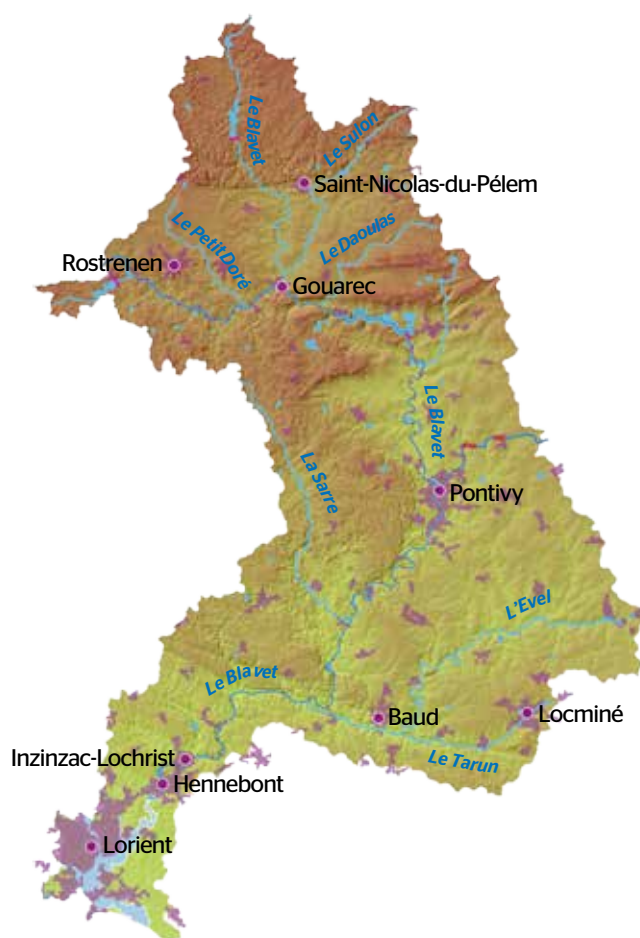 Le Blavet
Le Sulon
Saint-Nicolas-du-Pélem
Le Petit Doré
Le Daoulas
Rostrenen
Gouarec
Le Blavet
La Sarre
Pontivy
L'Evel
Le Blavet
Baud
Locminé
Inzinzac-Lochrist
Le Tarun
Hennebont
Lorient